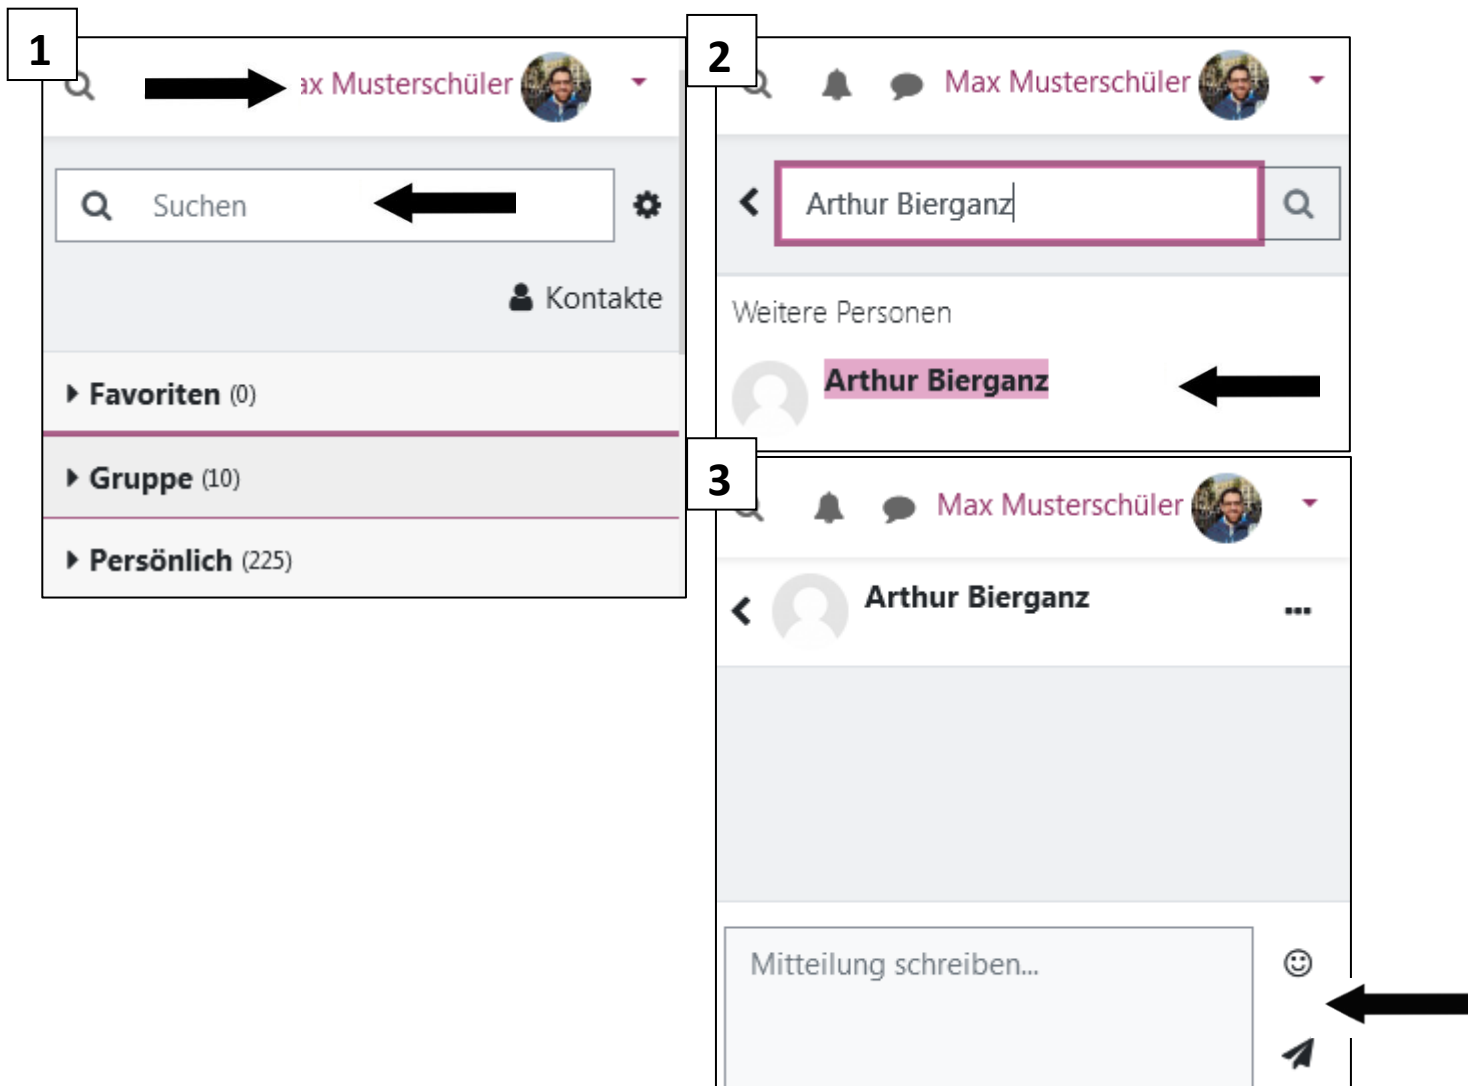 1
ax Musterschüler
Suchen
Kontakte
Favoriten (0)
Gruppe (10)
Persönlich (225)
2
Max Musterschüler
Arthur Bierganz
Weitere Personen
Arthur Bierganz
3
Max Musterschüler
Arthur Bierganz
Mitteilung schreiben...